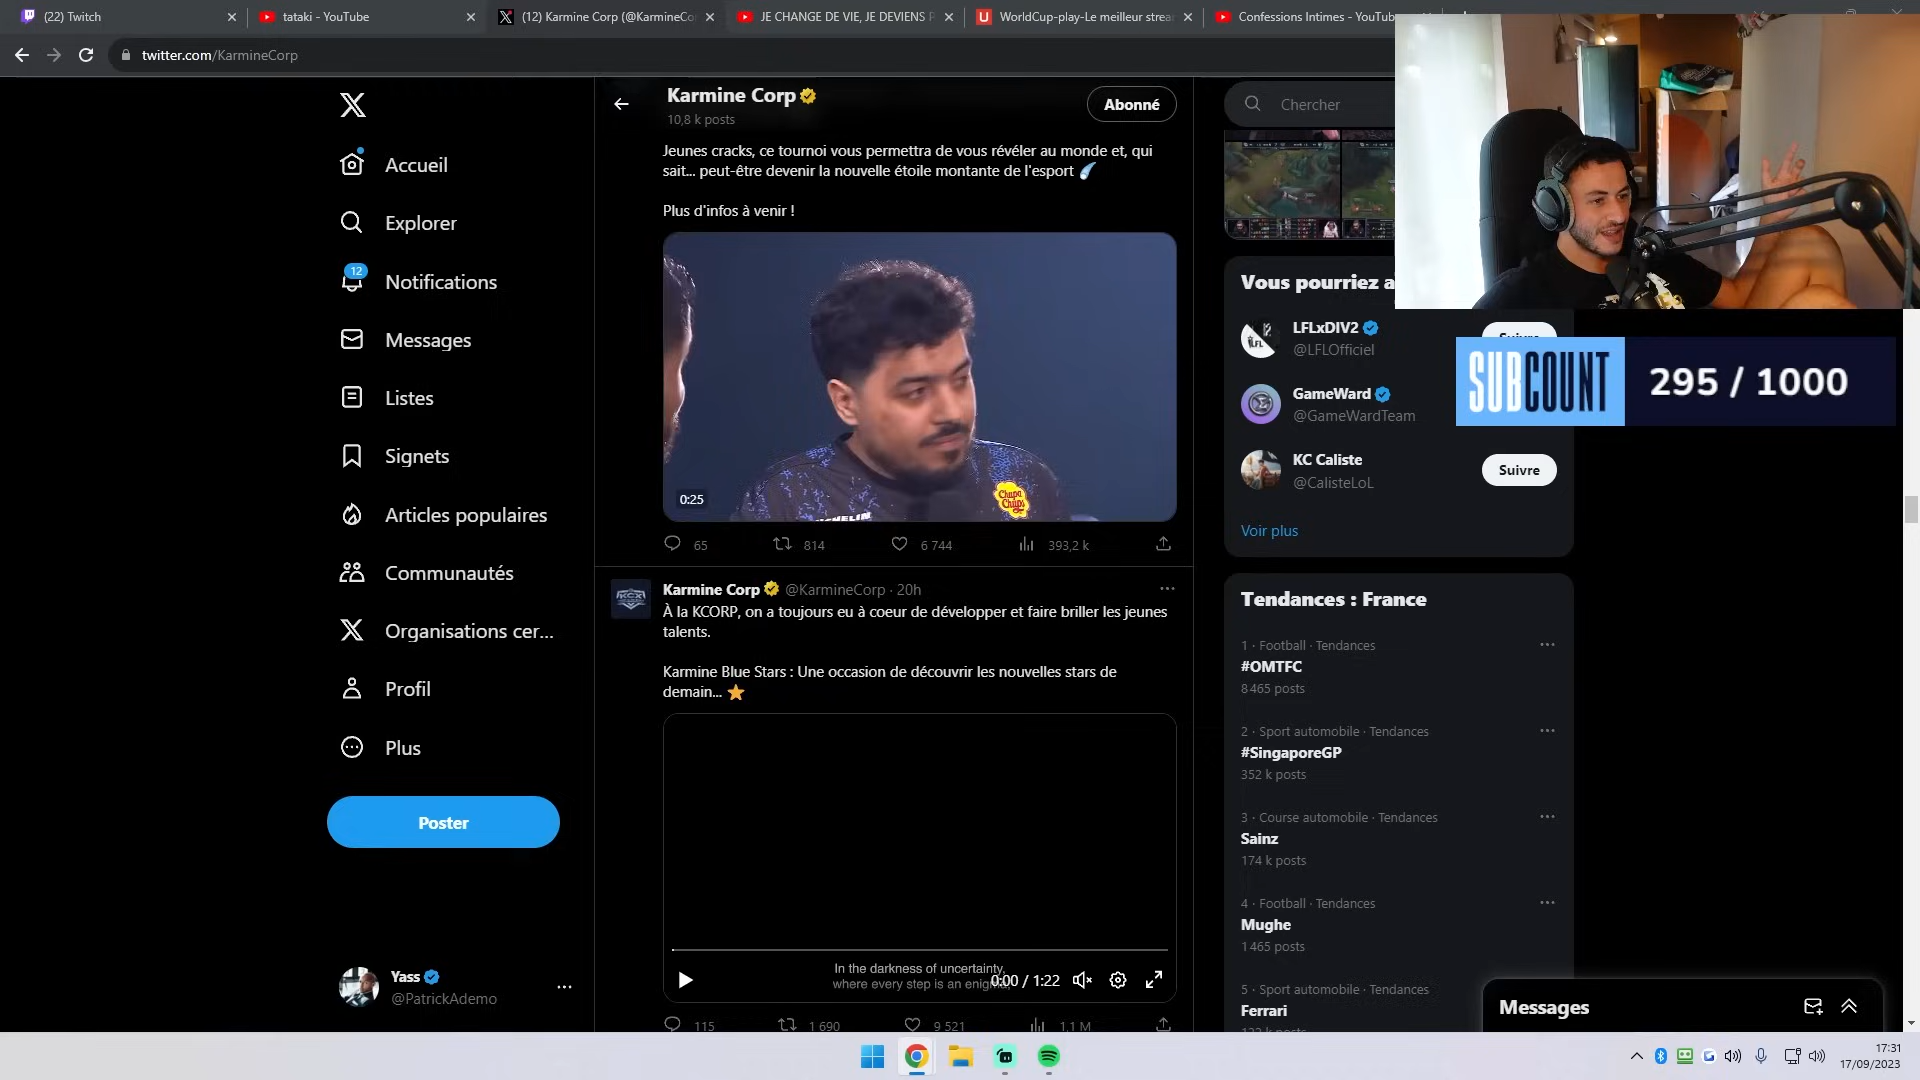 (22) Twitch
tataki - YouTube
(12) Karmine Corp (@KarmineCo
JE CHANGE DE VIE, JE DEVIENS
WorldCup-play-Le meilleur strea
Confessions Intimes - YouTube
twitter.com/KarmineCorp
Karmine Corp
10,8 k posts
Abonné
Chercher
Accueil
Explorer
12
Notifications
Messages
Listes
Signets
Articles populaires
Communautés
Organisations cer...
Profil
Plus
Poster
Yass
@PatrickAdemo
Jeunes cracks, ce tournoi vous permettra de vous révéler au monde et, qui
sait... peut-être devenir la nouvelle étoile montante de l'esport
Plus d'infos à venir !
Chupa
Chups
0:25
65
814
6 744
393,2 k
Karmine Corp @KarmineCorp · 20h
À la KCORP, on a toujours eu à coeur de développer et faire briller les jeunes
talents.
Karmine Blue Stars : Une occasion de découvrir les nouvelles stars de
demain...
In the darkness of uncertainty,
where every step is an enigma
0:00 / 1:22
115
1 690
9 521
1,1 M
Vous pourriez a
LFLxDIV2
@LFLOfficiel
GameWard
@GameWardTeam
KC Caliste
@CalisteLoL
Suivre
Voir plus
SUBCOUNT
295 / 1000
Tendances : France
1 · Football · Tendances
#OMTFC
8 465 posts
2 · Sport automobile · Tendances
#SingaporeGP
352 k posts
3 · Course automobile · Tendances
Sainz
174 k posts
4 · Football · Tendances
Mughe
1 465 posts
5 · Sport automobile · Tendances
Ferrari
Messages
17:31
17/09/2023